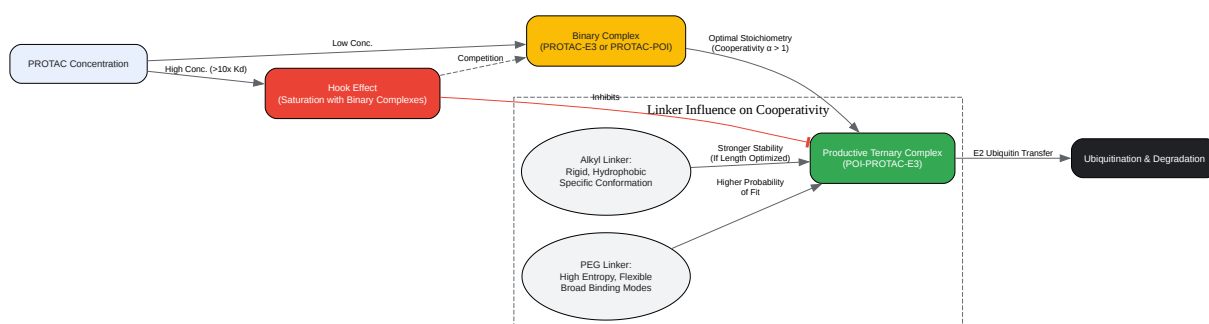 PROTAC Concentration
Low Conc.
High Conc. (>10x Kd)
Hook Effect
(Saturation with Binary Complexes)
Competition
Inhibits
Binary Complex
(PROTAC-E3 or PROTAC-POI)
Optimal Stoichiometry
(Cooperativity α > 1)
Linker Influence on Cooperativity
Alkyl Linker:
Rigid, Hydrophobic
Specific Conformation
Stronger Stability
(If Length Optimized)
Higher Probability
of Fit
PEG Linker:
High Entropy, Flexible
Broad Binding Modes
Productive Ternary Complex
(POI-PROTAC-E3)
E2 Ubiquitin Transfer
Ubiquitination & Degradation